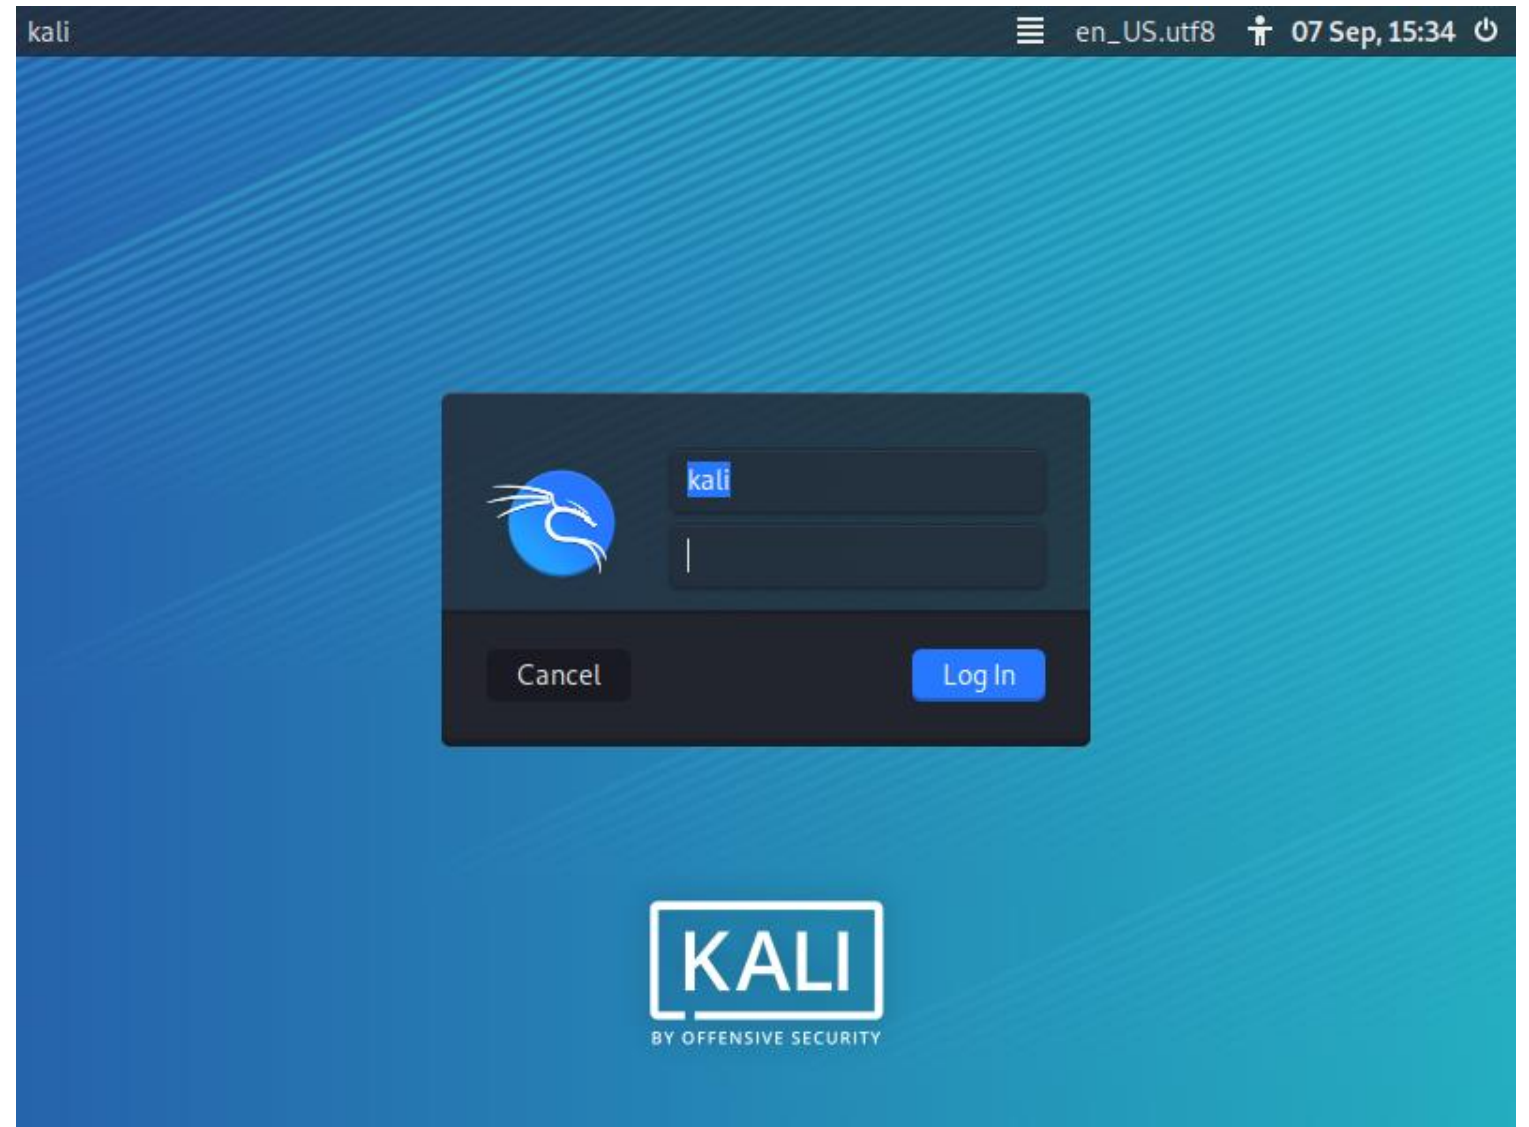 kali en_US.utf8 07 Sep, 15:34
kali
Cancel Log In
KALI
BY OFFENSIVE SECURITY